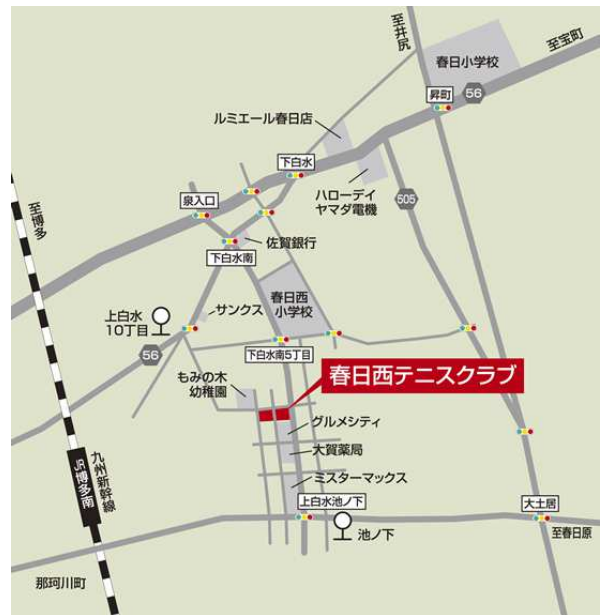 至井尻
至宝町
春日小学校
56
昇町
ルミエール春日店
下白水
ハローデイ
ヤマダ電機
505
泉入口
至博多
佐賀銀行
下白水南
春日西
小学校
サンクス
上白水
10丁目
56
下白水南5丁目
もみの木
幼稚園
春日西テニスクラブ
グルメシティ
大賀薬局
ミスターマックス
九州新幹線
JR博多南
上白水池ノ下
池ノ下
大土居
至春日原
那珂川町